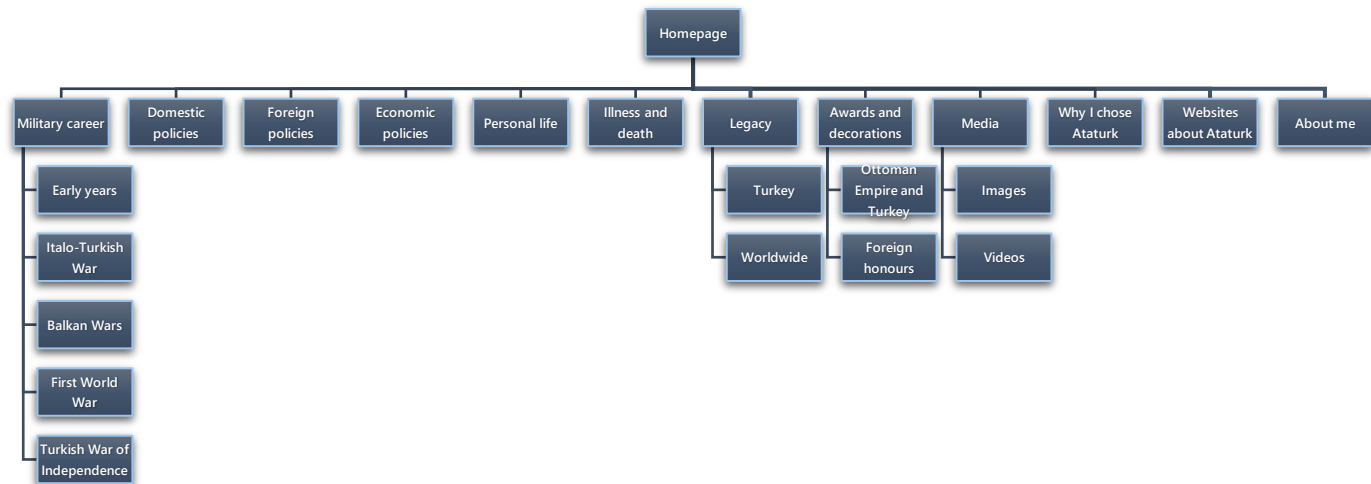 Homepage
Military career
Domestic
policies
Foreign
policies
Economic
policies
Personal life
Illness and
death
Legacy
Awards and
decorations
Media
Why I chose
Ataturk
Websites
about Ataturk
About me
Early years
Italo-Turkish
War
Balkan Wars
First World
War
Turkish War of
Independence
Turkey
Worldwide
Ottoman
Empire and
Turkey
Foreign
honours
Images
Videos